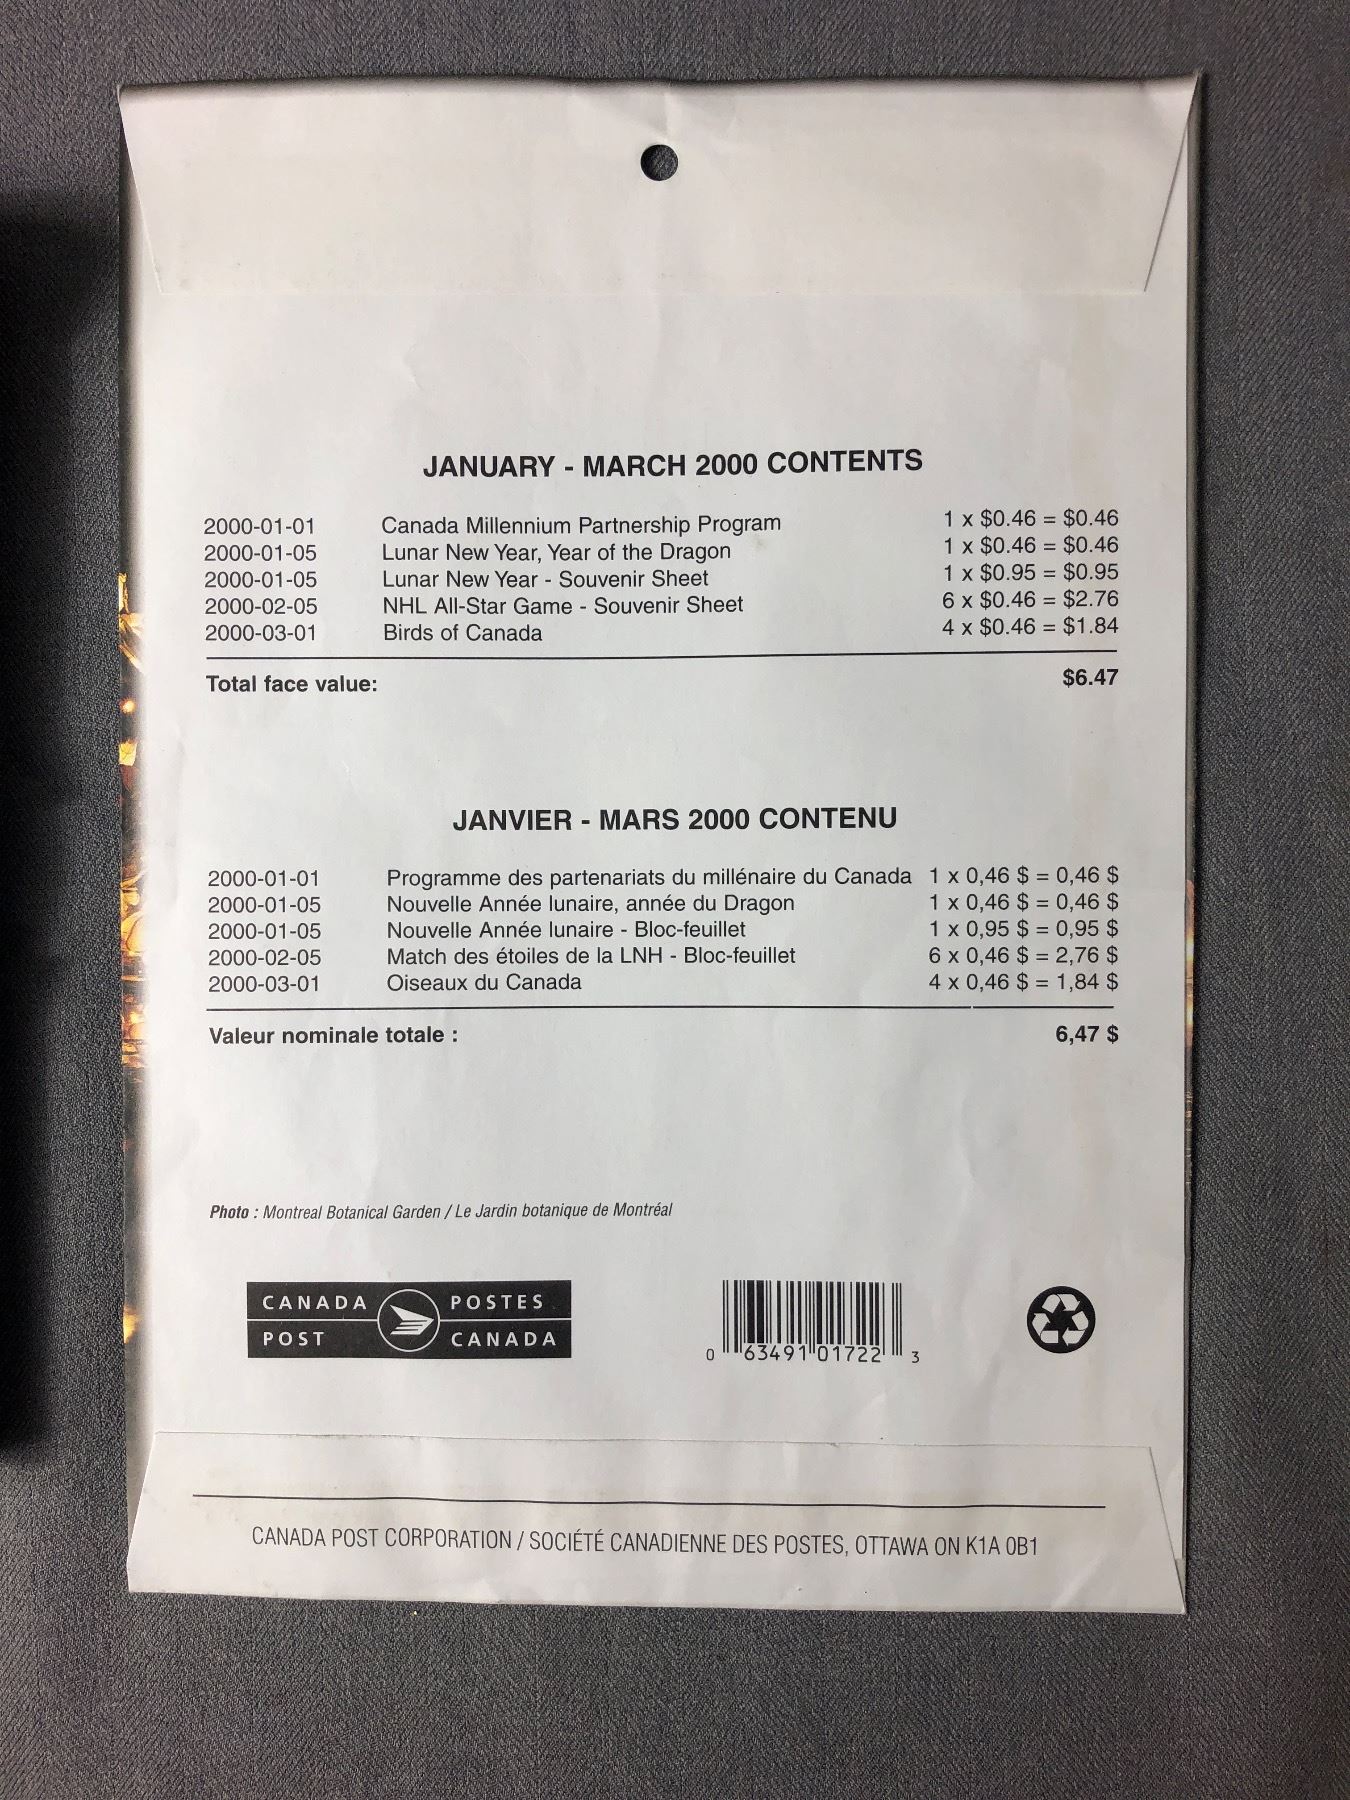 JANUARY - MARCH 2000 CONTENTS
2000-01-01 Canada Millennium Partnership Program 1 x $0.46 = $0.46
2000-01-05 Lunar New Year, Year of the Dragon 1 x $0.46 = $0.46
2000-01-05 Lunar New Year - Souvenir Sheet 1 x $0.95 = $0.95
2000-02-05 NHL All-Star Game - Souvenir Sheet 6 x $0.46 = $2.76
2000-03-01 Birds of Canada 4 x $0.46 = $1.84
Total face value: $6.47
JANVIER - MARS 2000 CONTENU
2000-01-01 Programme des partenariats du millénaire du Canada 1 x 0,46 $ = 0,46 $
2000-01-05 Nouvelle Année lunaire, année du Dragon 1 x 0,46 $ = 0,46 $
2000-01-05 Nouvelle Année lunaire - Bloc-feuillet 1 x 0,95 $ = 0,95 $
2000-02-05 Match des étoiles de la LNH - Bloc-feuillet 6 x 0,46 $ = 2,76 $
2000-03-01 Oiseaux du Canada 4 x 0,46 $ = 1,84 $
Valeur nominale totale : 6,47 $
Photo : Montreal Botanical Garden / Le Jardin botanique de Montréal
CANADA POSTES
POST CANADA
0 63491 01722 3
CANADA POST CORPORATION / SOCIÉTÉ CANADIENNE DES POSTES, OTTAWA ON K1A 0B1